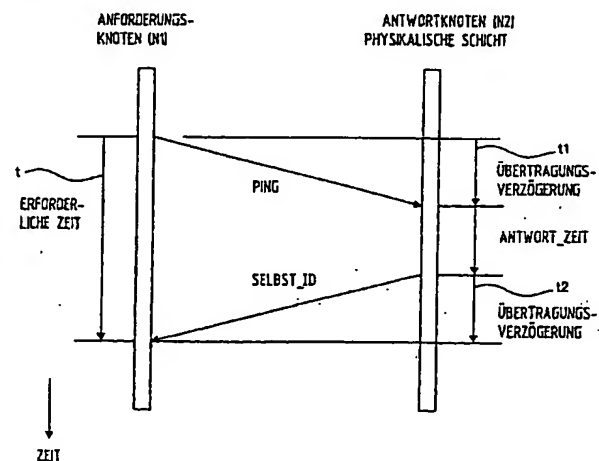 ANFORDERUNGS-
KNOTEN (N1)
ANTWORTKNOTEN (N2)
PHYSIKALISCHE SCHICHT
t
ERFORDER-
LICHE ZEIT
PING
t1
ÜBERTRAGUNGS-
VERZÖGERUNG
ANTWORT_ZEIT
SELBST_ID
t2
ÜBERTRAGUNGS-
VERZÖGERUNG
ZEIT